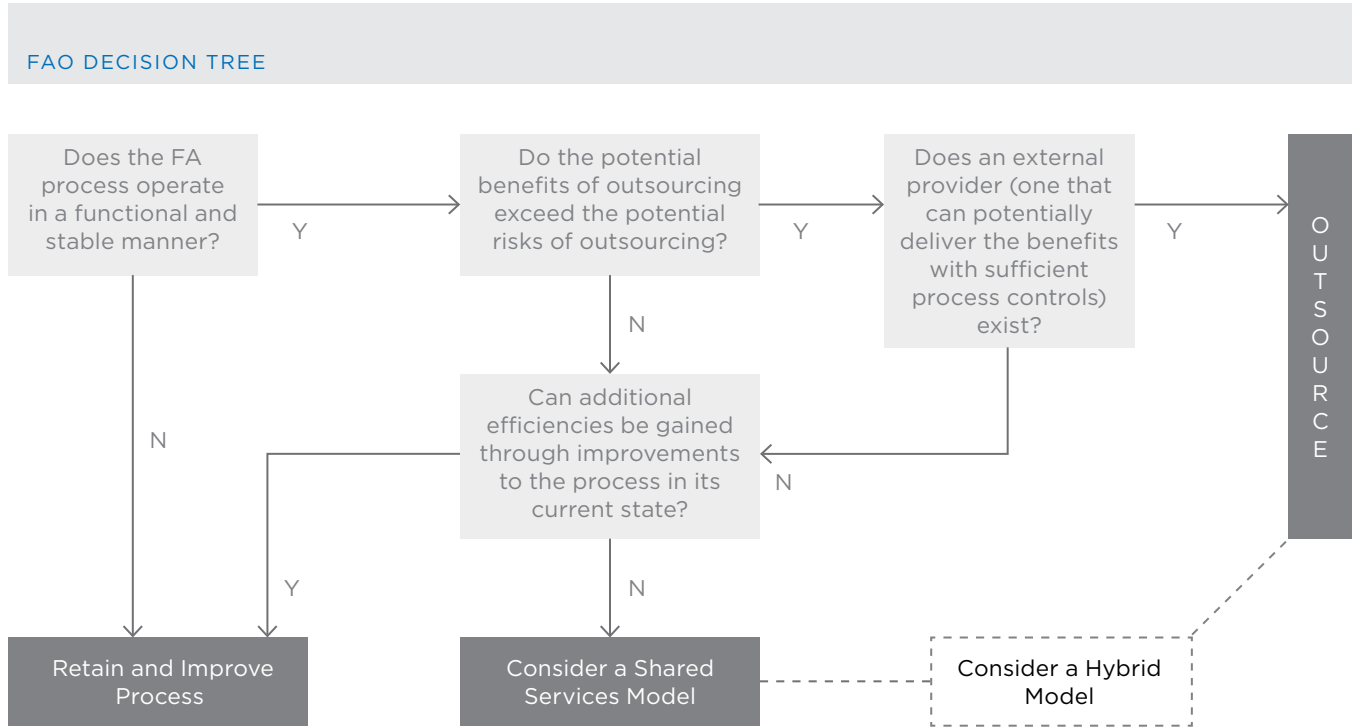 FAO DECISION TREE
Does the FA
process operate
in a functional and
stable manner?
Y
Do the potential
benefits of outsourcing
exceed the potential
risks of outsourcing?
Y
Does an external
provider (one that
can potentially
deliver the benefits
with sufficient
process controls)
exist?
Y
OUTSOURCE
N
N
Can additional
efficiencies be gained
through improvements
to the process in its
current state?
N
Y
N
Retain and Improve
Process
Consider a Shared
Services Model
Consider a Hybrid
Model